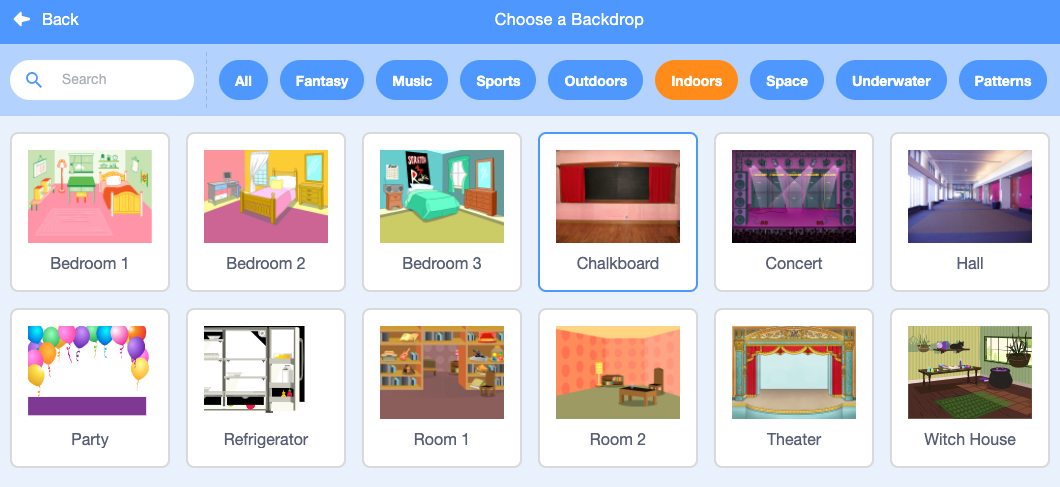 Back
Choose a Backdrop
Search
All
Fantasy
Music
Sports
Outdoors
Indoors
Space
Underwater
Patterns
Bedroom 1
Bedroom 2
Bedroom 3
Chalkboard
Concert
Hall
Party
Refrigerator
Room 1
Room 2
Theater
Witch House